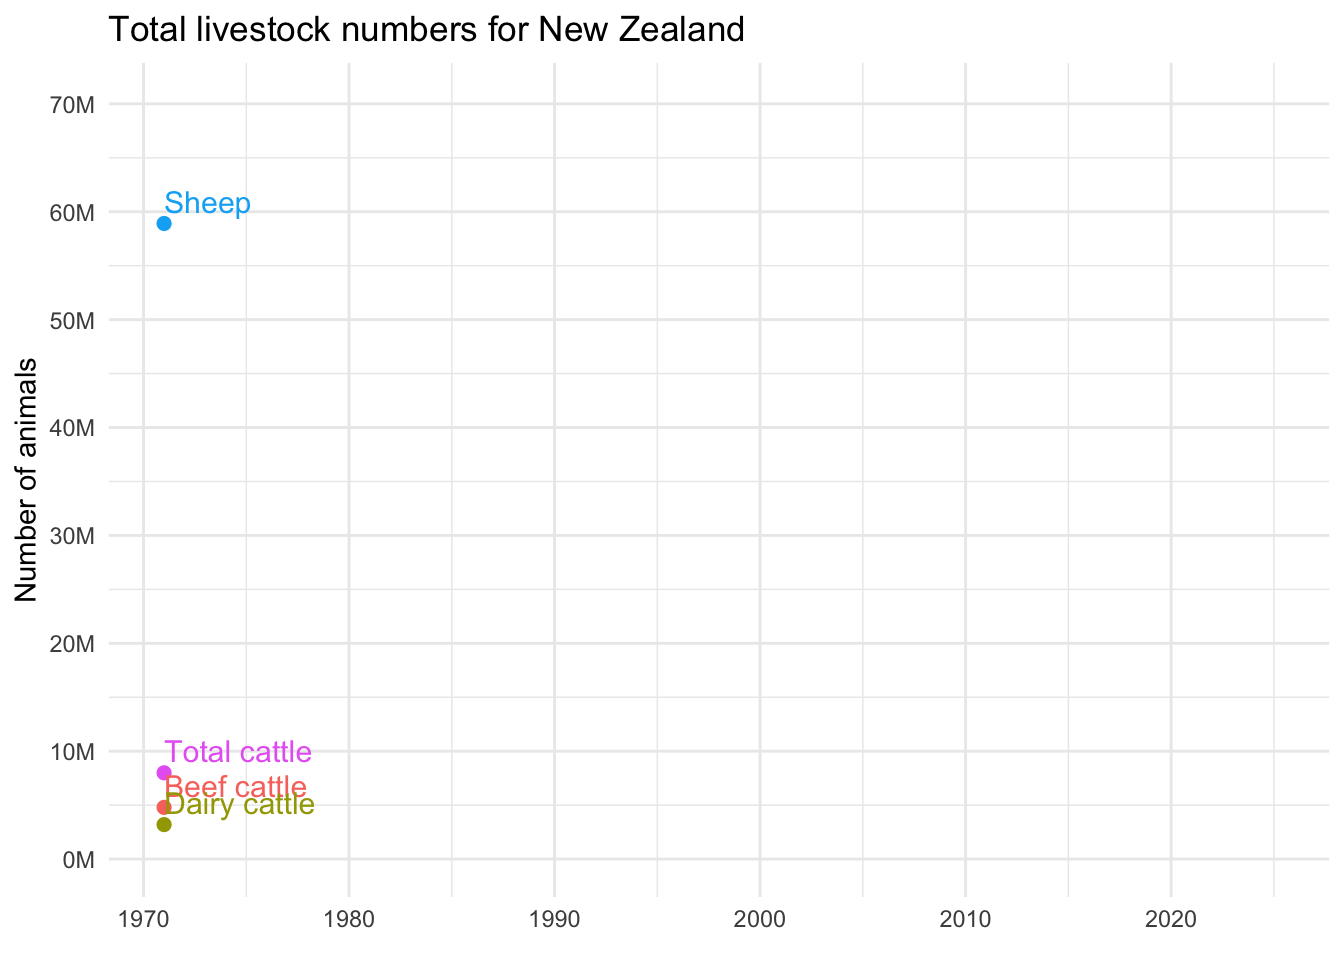 Total livestock numbers for New Zealand
Number of animals
70M
60M
50M
40M
30M
20M
10M
0M
Sheep
Total cattle
Beef cattle
Dairy cattle
1970 1980 1990 2000 2010 2020